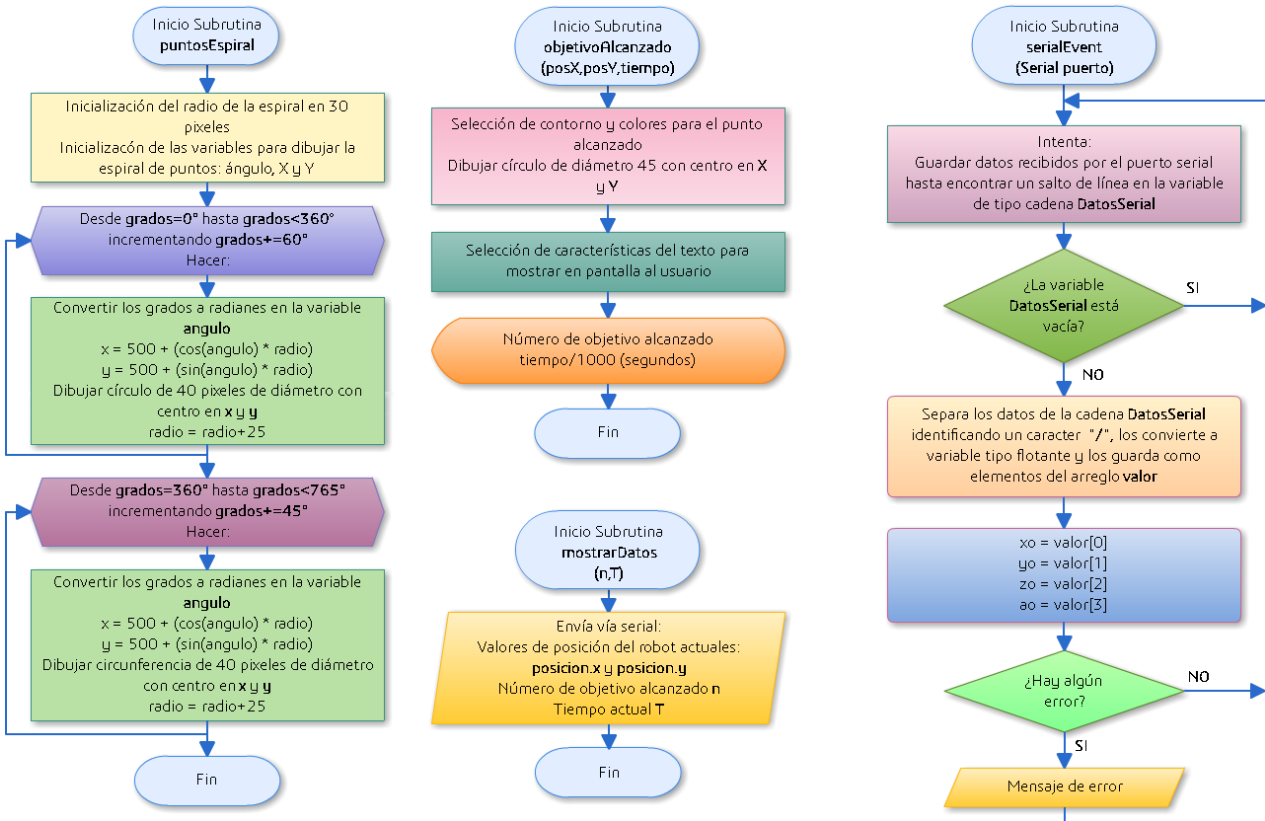 Inicio Subrutina
puntosEspiral
Inicialización del radio de la espiral en 30
pixeles
Inicializacón de las variables para dibujar la
espiral de puntos: ángulo, X y Y
Desde grados=0° hasta grados<360°
incrementando grados+=60°
Hacer:
Convertir los grados a radianes en la variable
angulo
x = 500 + (cos(angulo) * radio)
y = 500 + (sin(angulo) * radio)
Dibujar círculo de 40 pixeles de diámetro con
centro en x y y
radio = radio+25
Desde grados=360° hasta grados<765°
incrementando grados+=45°
Hacer:
Convertir los grados a radianes en la variable
angulo
x = 500 + (cos(angulo) * radio)
y = 500 + (sin(angulo) * radio)
Dibujar circunferencia de 40 pixeles de diámetro
con centro en x y y
radio = radio+25
Fin
Inicio Subrutina
objetivoAlcanzado
(posX,posY,tiempo)
Selección de contorno y colores para el punto
alcanzado
Dibujar círculo de diámetro 45 con centro en X
y Y
Selección de características del texto para
mostrar en pantalla al usuario
Número de objetivo alcanzado
tiempo/1000 (segundos)
Fin
Inicio Subrutina
mostrarDatos
(n,T)
Envía vía serial:
Valores de posición del robot actuales:
posicion.x y posicion.y
Número de objetivo alcanzado n
Tiempo actual T
Fin
Inicio Subrutina
serialEvent
(Serial puerto)
Intenta:
Guardar datos recibidos por el puerto serial
hasta encontrar un salto de línea en la variable
de tipo cadena DatosSerial
¿La variable
DatosSerial está
vacía?
SI
NO
Separa los datos de la cadena DatosSerial
identificando un caracter "/", los convierte a
variable tipo flotante y los guarda como
elementos del arreglo valor
xo = valor[0]
yo = valor[1]
zo = valor[2]
ao = valor[3]
¿Hay algún
error?
NO
SI
Mensaje de error